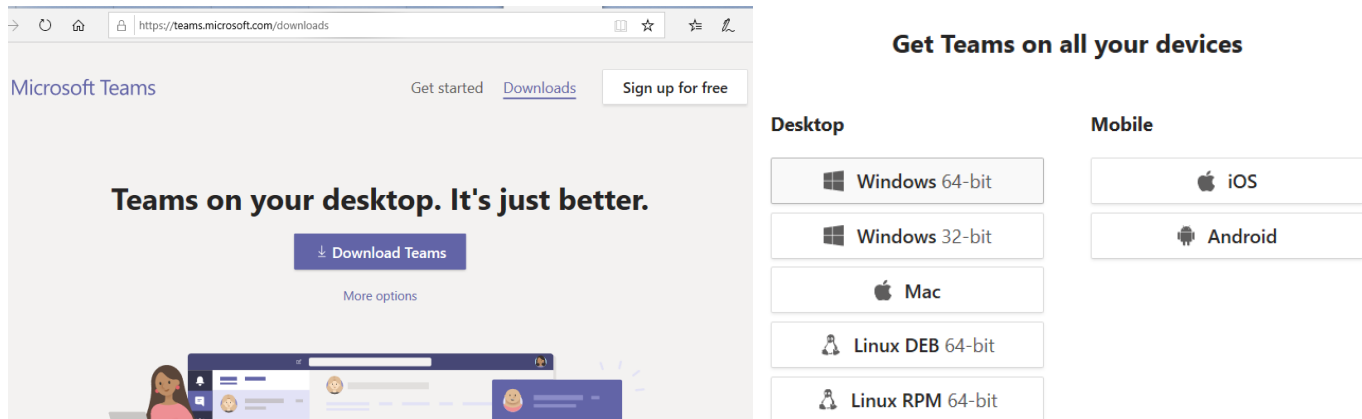 https://teams.microsoft.com/downloads
Microsoft Teams
Get started
Downloads
Sign up for free
Teams on your desktop. It's just better.
Download Teams
More options
Get Teams on all your devices
Desktop
Windows 64-bit
Windows 32-bit
Mac
Linux DEB 64-bit
Linux RPM 64-bit
Mobile
iOS
Android